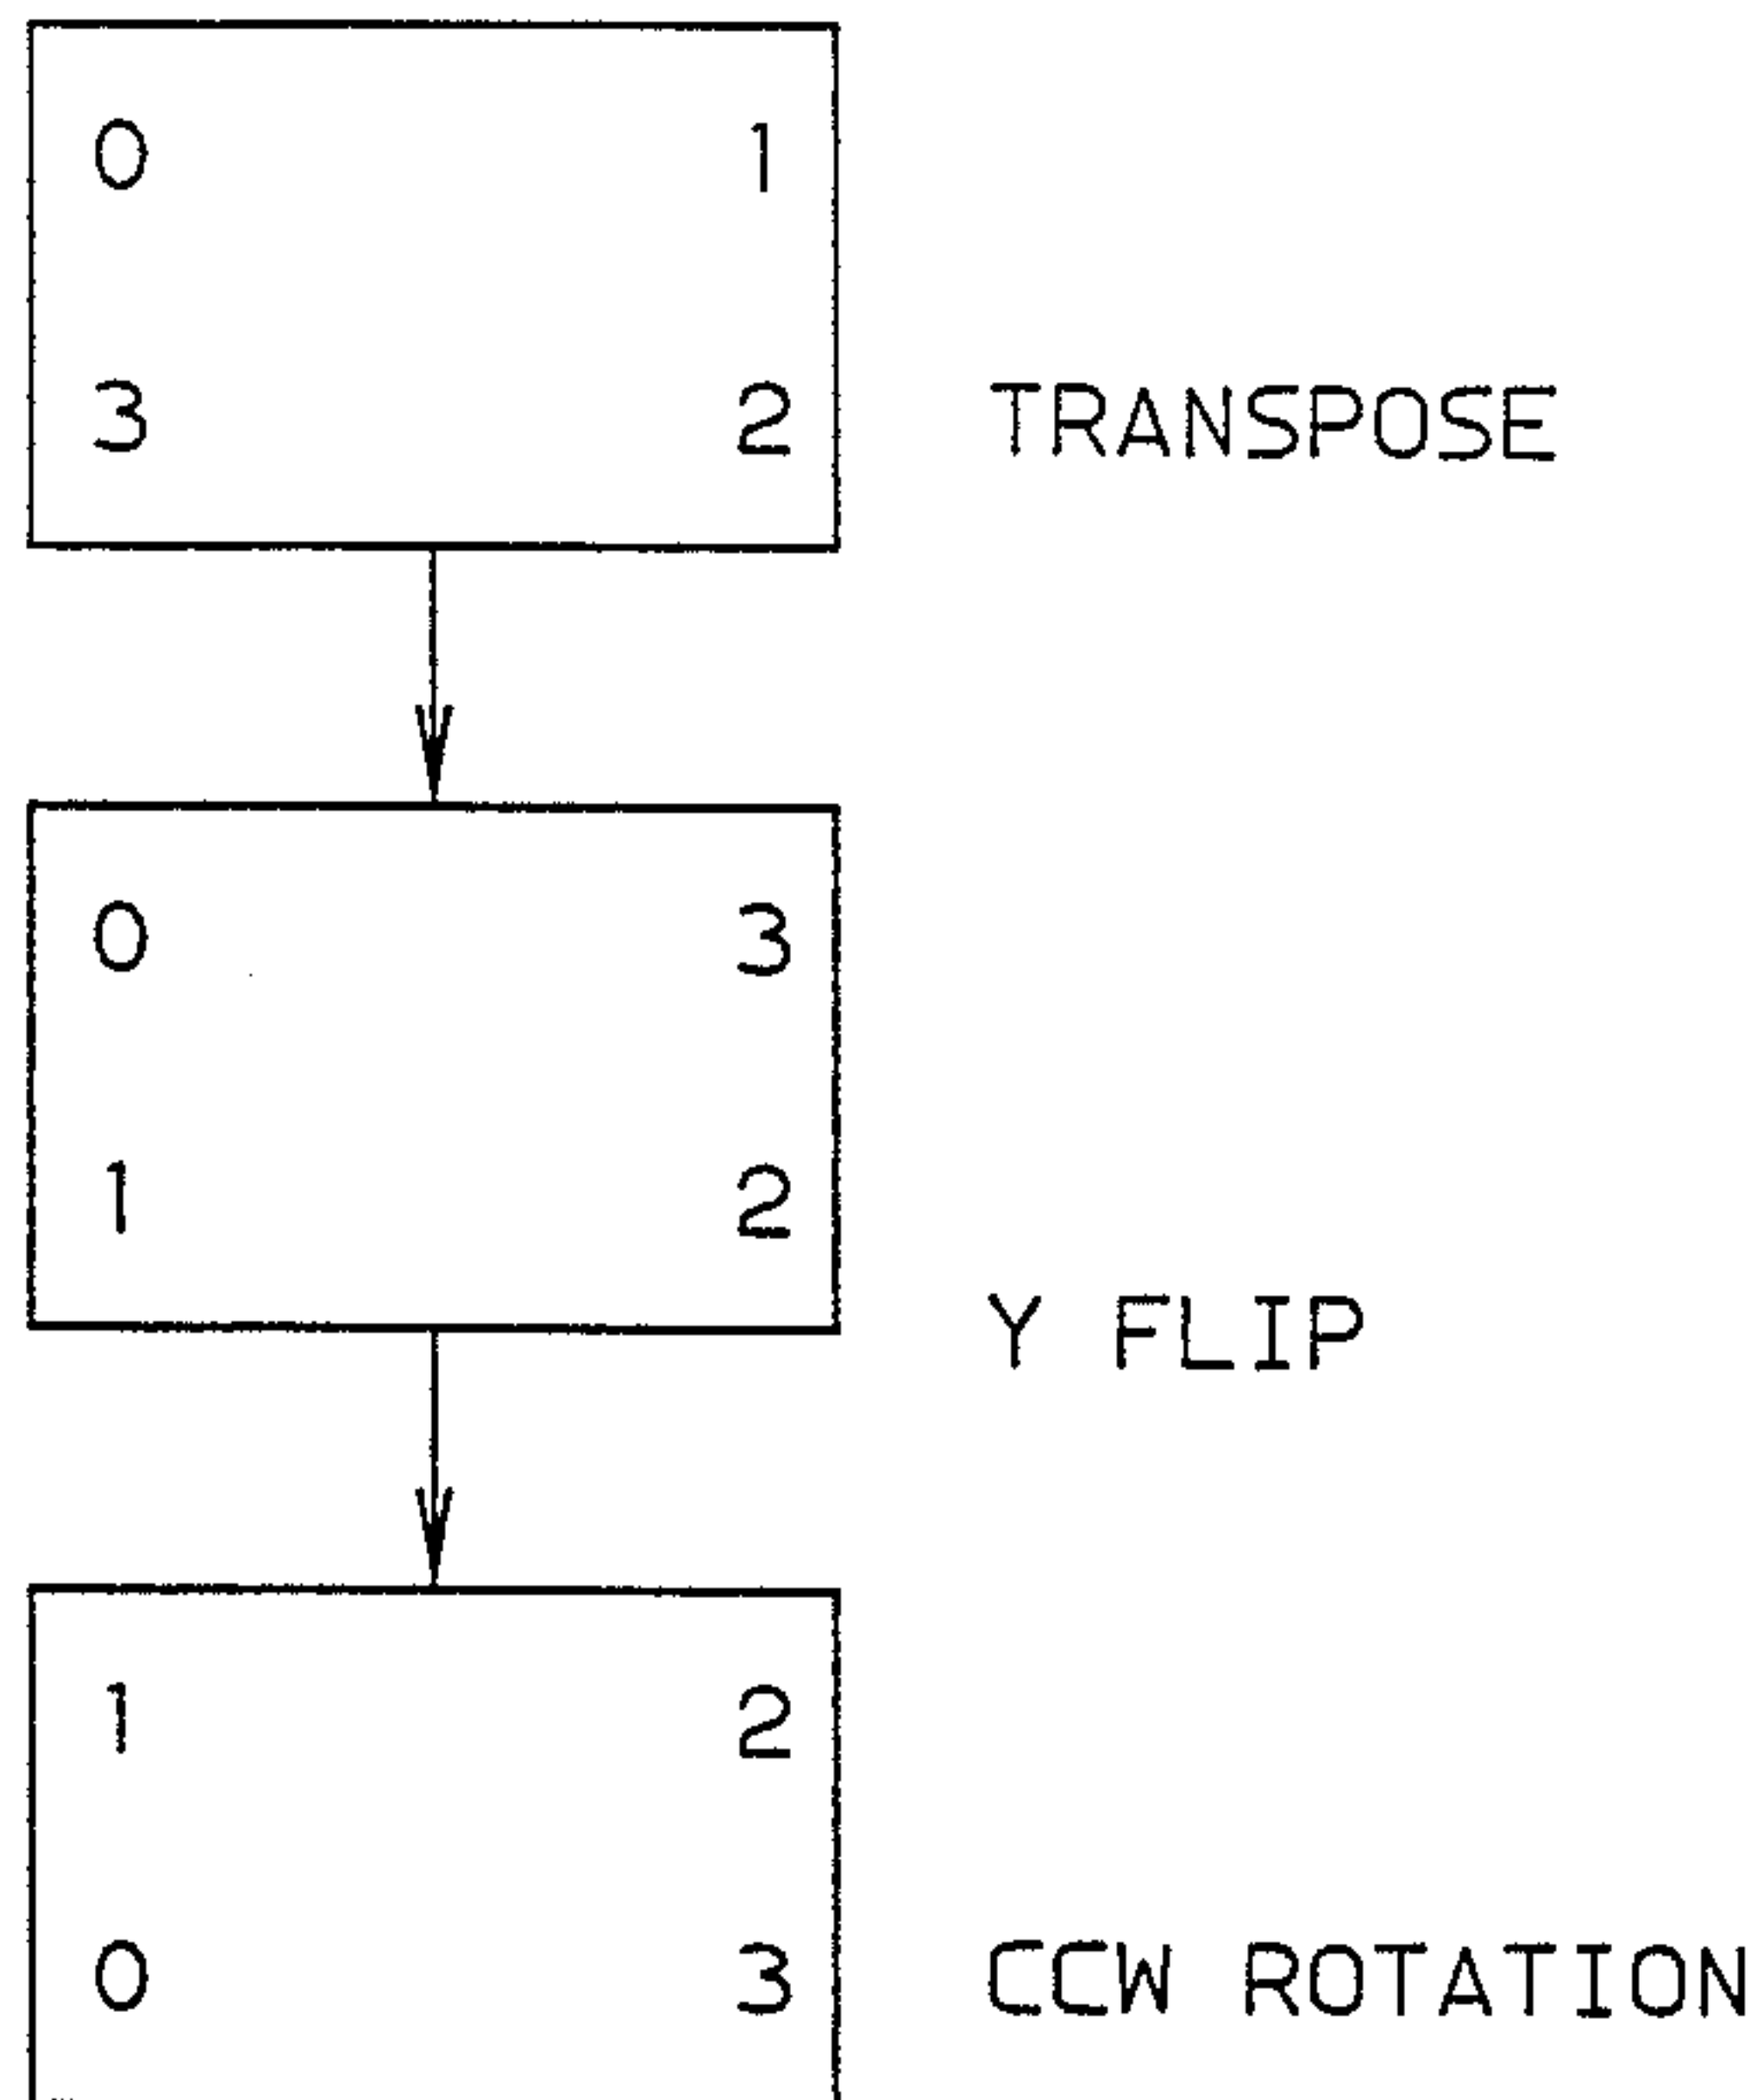 0 1
3 2 TRANSPOSE
0 3
1 2
Y FLIP
1 2
0 3 CCW ROTATION